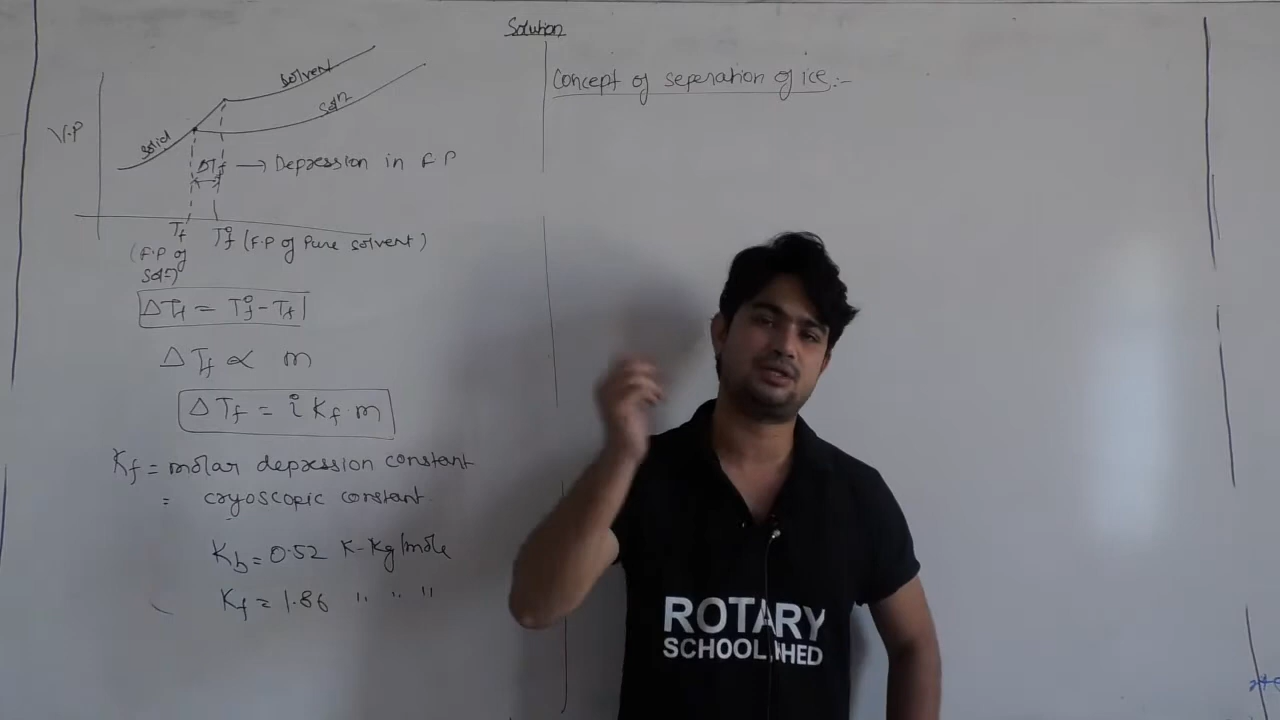 Solution
V.P
Solid
Solvent
Solⁿ
ΔTf → Depression in F P
Tf
(F.P of
Solⁿ)
T°f (F.P of Pure solvent)
ΔTf = T°f - Tf
ΔTf ∝ m
ΔTf = i Kf . m
Kf = molar depression constant
= cryoscopic constant
Kb = 0.52 K-Kg/mole
Kf = 1.86 " " "
Concept of seperation of ice :-
ROTARY
SCHOOL